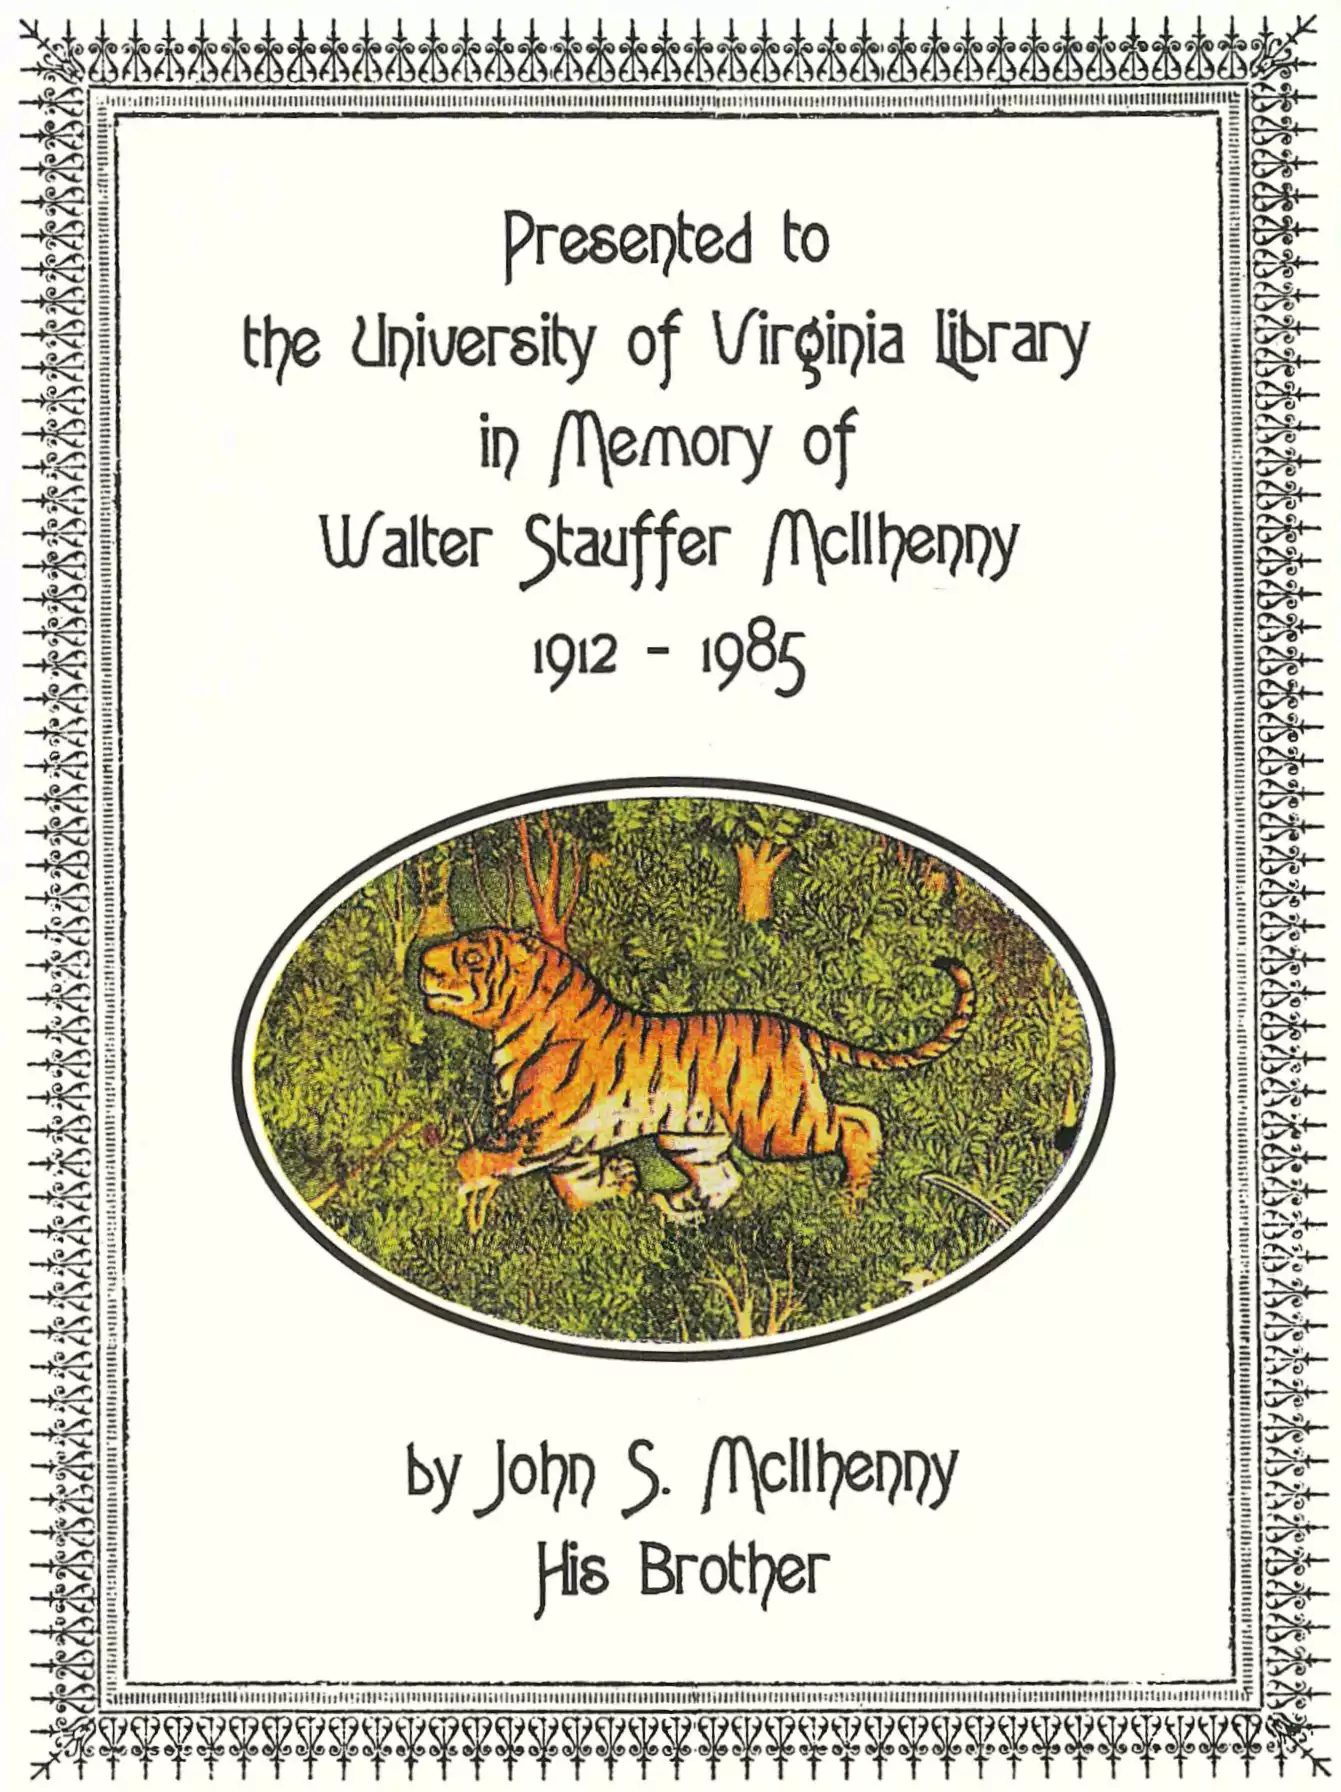 Presented to
the University of Virginia Library
in Memory of
Walter Stauffer McIlhenny
1912 - 1985
by John S. McIlhenny
His Brother